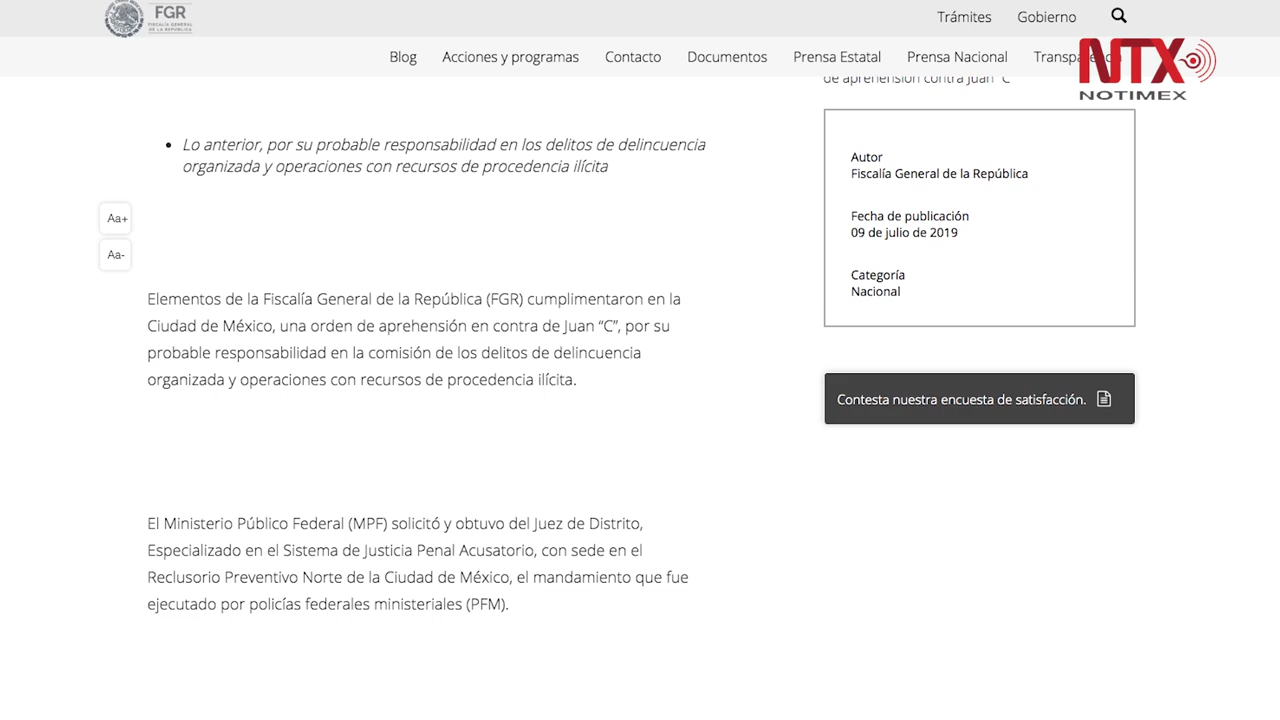 FGR
FISCALÍA GENERAL
DE LA REPÚBLICA
Trámites Gobierno
Blog Acciones y programas Contacto Documentos Prensa Estatal Prensa Nacional
NTX
NOTIMEX
de aprehensión contra Juan "C"
Lo anterior, por su probable responsabilidad en los delitos de delincuencia
organizada y operaciones con recursos de procedencia ilícita
Autor
Fiscalía General de la República
Fecha de publicación
09 de julio de 2019
Categoría
Nacional
Aa+
Aa-
Elementos de la Fiscalía General de la República (FGR) cumplimentaron en la
Ciudad de México, una orden de aprehensión en contra de Juan “C”, por su
probable responsabilidad en la comisión de los delitos de delincuencia
organizada y operaciones con recursos de procedencia ilícita.
Contesta nuestra encuesta de satisfacción.
El Ministerio Público Federal (MPF) solicitó y obtuvo del Juez de Distrito,
Especializado en el Sistema de Justicia Penal Acusatorio, con sede en el
Reclusorio Preventivo Norte de la Ciudad de México, el mandamiento que fue
ejecutado por policías federales ministeriales (PFM).